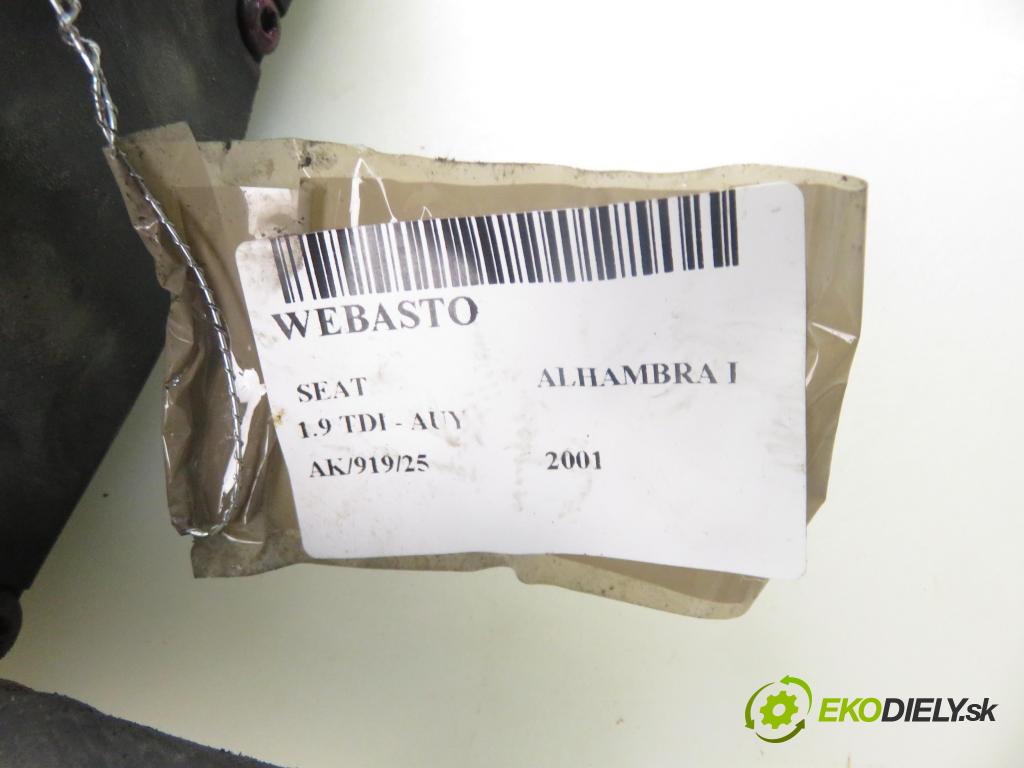 WEBASTO
SEAT ALHAMBRA I
1.9 TDI - AUY
AK/919/25 2001
EKODIELY.sk